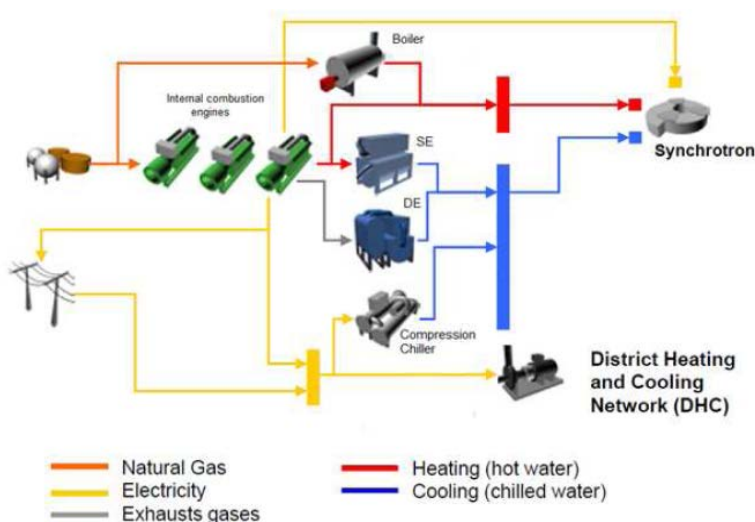 Boiler
Internal combustion
engines
SE
Synchrotron
DE
Compression
Chiller
District Heating
and Cooling
Network (DHC)
Natural Gas
Heating (hot water)
Electricity
Cooling (chilled water)
Exhausts gases